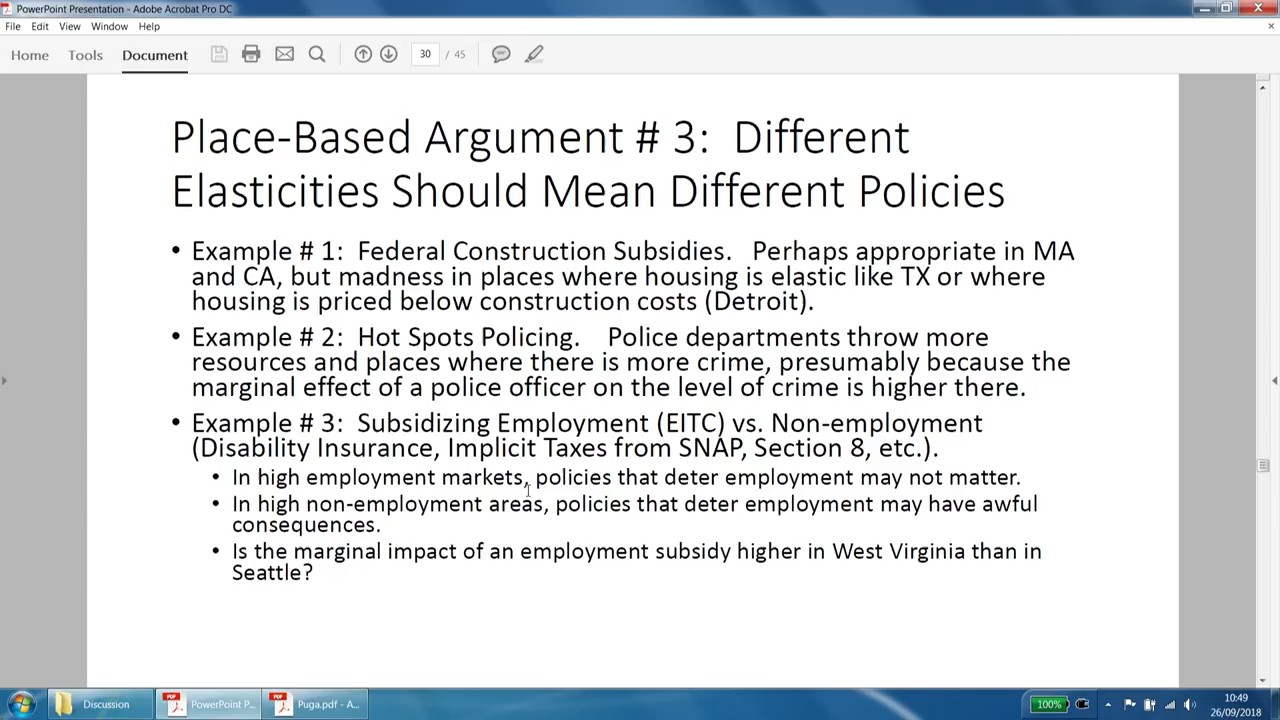 PowerPoint Presentation - Adobe Acrobat Pro DC
File Edit View Window Help
Home Tools Document 30 / 45
Place-Based Argument # 3: Different
Elasticities Should Mean Different Policies
• Example # 1: Federal Construction Subsidies. Perhaps appropriate in MA
and CA, but madness in places where housing is elastic like TX or where
housing is priced below construction costs (Detroit).
• Example # 2: Hot Spots Policing. Police departments throw more
resources and places where there is more crime, presumably because the
marginal effect of a police officer on the level of crime is higher there.
• Example # 3: Subsidizing Employment (EITC) vs. Non-employment
(Disability Insurance, Implicit Taxes from SNAP, Section 8, etc.).
• In high employment markets, policies that deter employment may not matter.
• In high non-employment areas, policies that deter employment may have awful
consequences.
• Is the marginal impact of an employment subsidy higher in West Virginia than in
Seattle?
Discussion PowerPoint P... Puga.pdf - A... 100% 10:49
26/09/2018